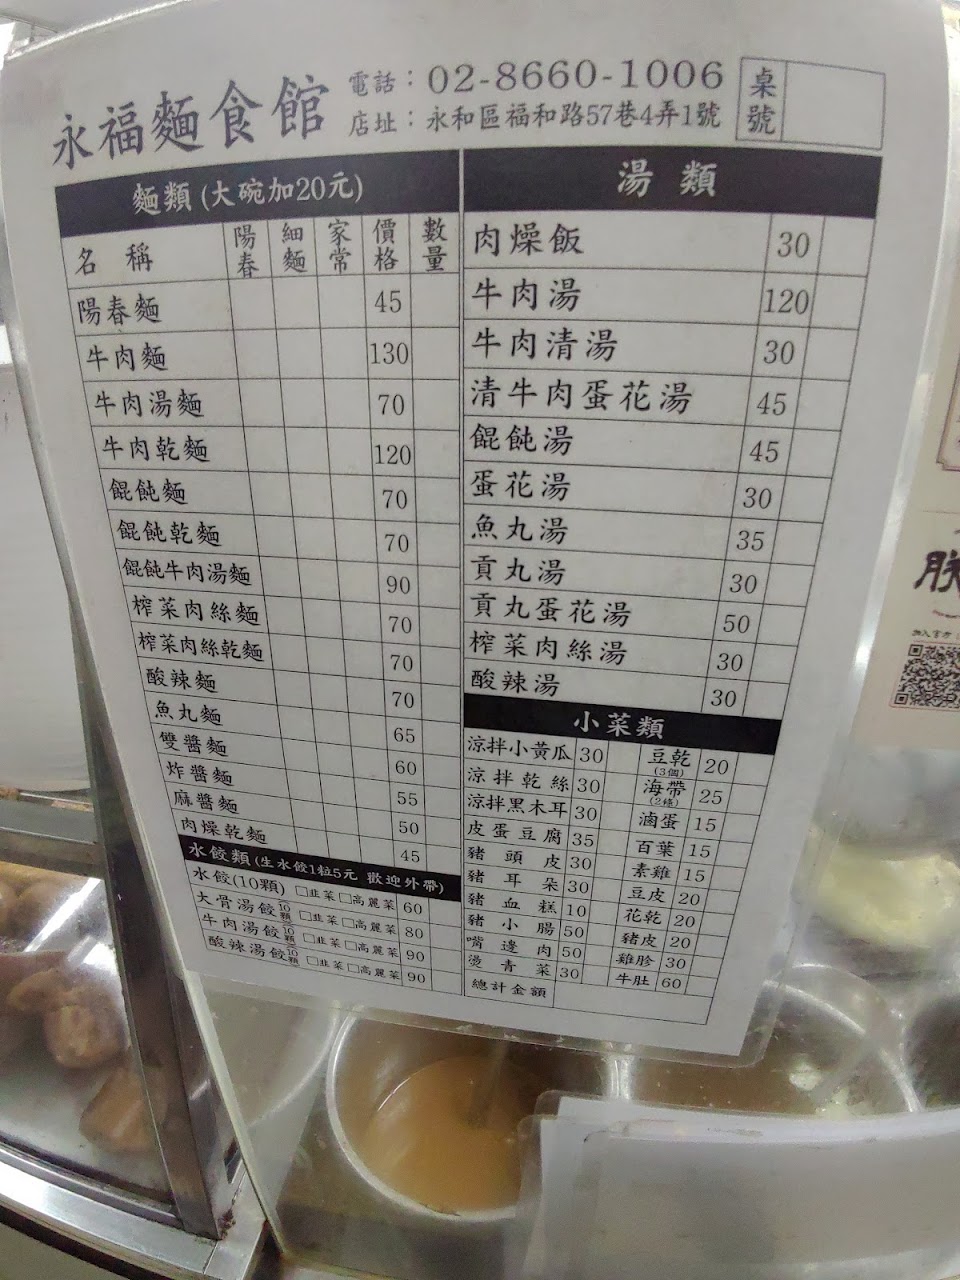 永福麵食館
電話：02-8660-1006
店址：永和區福和路57巷4弄1號
桌號
麵類(大碗加20元)
名稱 陽春 細麵 家常 價格 數量
陽春麵 45
牛肉麵 130
牛肉湯麵 70
牛肉乾麵 120
餛飩麵 70
餛飩乾麵 70
餛飩牛肉湯麵 90
榨菜肉絲麵 70
榨菜肉絲乾麵 70
酸辣麵 70
魚丸麵 65
雙醬麵 60
炸醬麵 55
麻醬麵 50
肉燥乾麵 45
水餃類(生水餃1粒5元 歡迎外帶)
水餃(10顆) □韭菜□高麗菜 60
大骨湯餃10顆 □韭菜□高麗菜 80
牛肉湯餃10顆 □韭菜□高麗菜 90
酸辣湯餃10顆 □韭菜□高麗菜 90
湯類
肉燥飯 30
牛肉湯 120
牛肉清湯 30
清牛肉蛋花湯 45
餛飩湯 45
蛋花湯 30
魚丸湯 35
貢丸湯 30
貢丸蛋花湯 50
榨菜肉絲湯 30
酸辣湯 30
小菜類
涼拌小黃瓜 30 豆乾(3個) 20
涼拌乾絲 30 海帶(2條) 25
涼拌黑木耳 30 滷蛋 15
皮蛋豆腐 35 百葉 15
豬頭皮 30 素雞 15
豬耳朵 30 豆皮 20
豬血糕 10 花乾 20
豬小腸 50 豬皮 20
嘴邊肉 50 雞胗 30
燙青菜 30 牛肚 60
總計金額